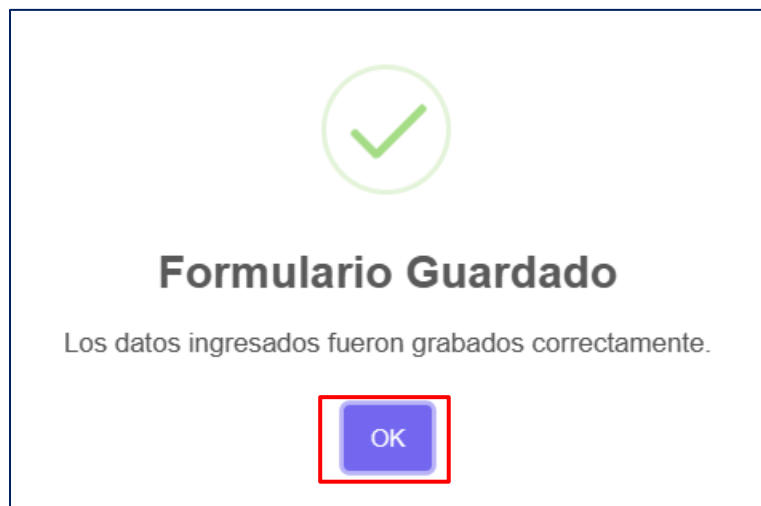 Formulario Guardado
Los datos ingresados fueron grabados correctamente.
OK